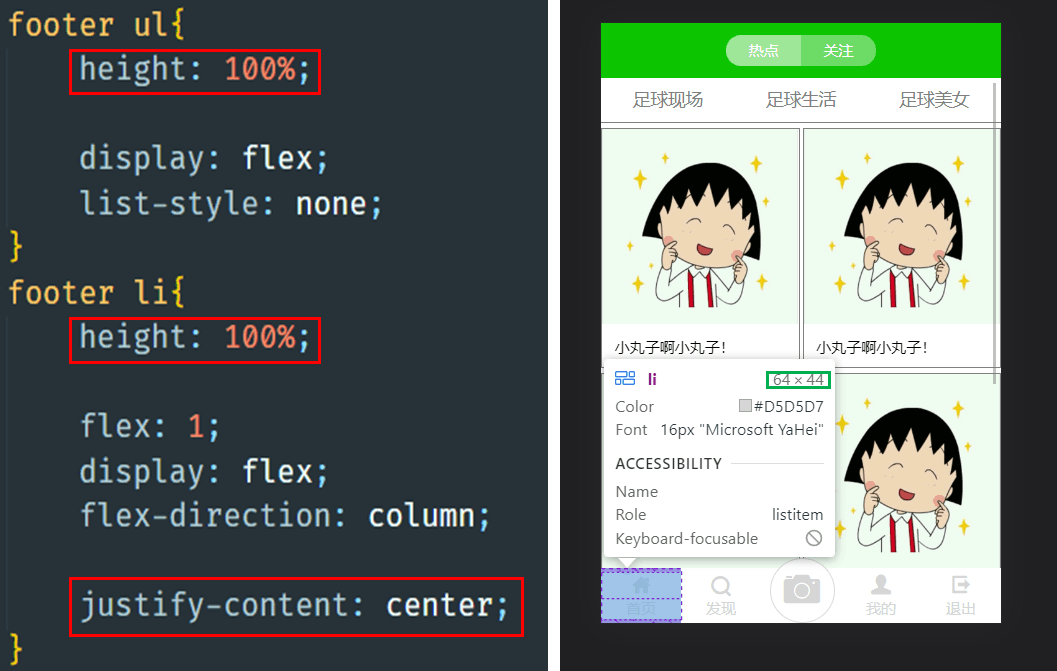 footer ul{
height: 100%;
display: flex;
list-style: none;
}
footer li{
height: 100%;
flex: 1;
display: flex;
flex-direction: column;
justify-content: center;
}
热点 关注
足球现场 足球生活 足球美女
小丸子啊小丸子! 小丸子啊小丸子!
li 64 × 44
Color #D5D5D7
Font 16px "Microsoft YaHei"
ACCESSIBILITY
Name
Role listitem
Keyboard-focusable
首页 发现 我的 退出